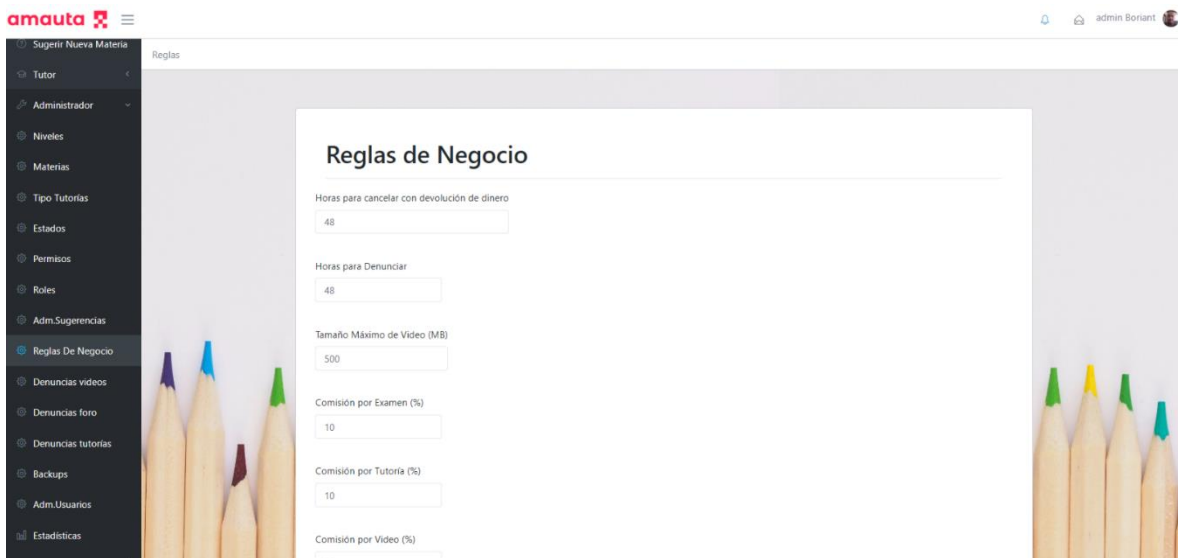 amauta
admin Boriant
Sugerir Nueva Materia
Tutor
Administrador
Niveles
Materias
Tipo Tutorías
Estados
Permisos
Roles
Adm.Sugerencias
Reglas De Negocio
Denuncias videos
Denuncias foro
Denuncias tutorías
Backups
Adm.Usuarios
Estadísticas
Reglas
Reglas de Negocio
Horas para cancelar con devolución de dinero
48
Horas para Denunciar
48
Tamaño Máximo de Video (MB)
500
Comisión por Examen (%)
10
Comisión por Tutoría (%)
10
Comisión por Video (%)